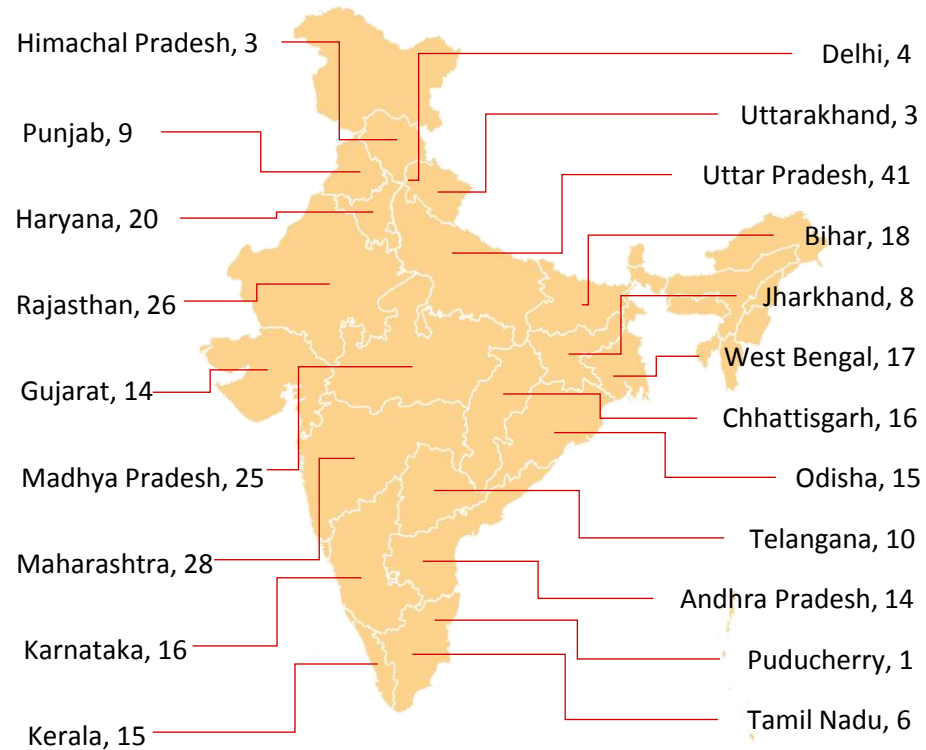 Himachal Pradesh, 3
Punjab, 9
Haryana, 20
Rajasthan, 26
Gujarat, 14
Madhya Pradesh, 25
Maharashtra, 28
Karnataka, 16
Kerala, 15
Delhi, 4
Uttarakhand, 3
Uttar Pradesh, 41
Bihar, 18
Jharkhand, 8
West Bengal, 17
Chhattisgarh, 16
Odisha, 15
Telangana, 10
Andhra Pradesh, 14
Puducherry, 1
Tamil Nadu, 6